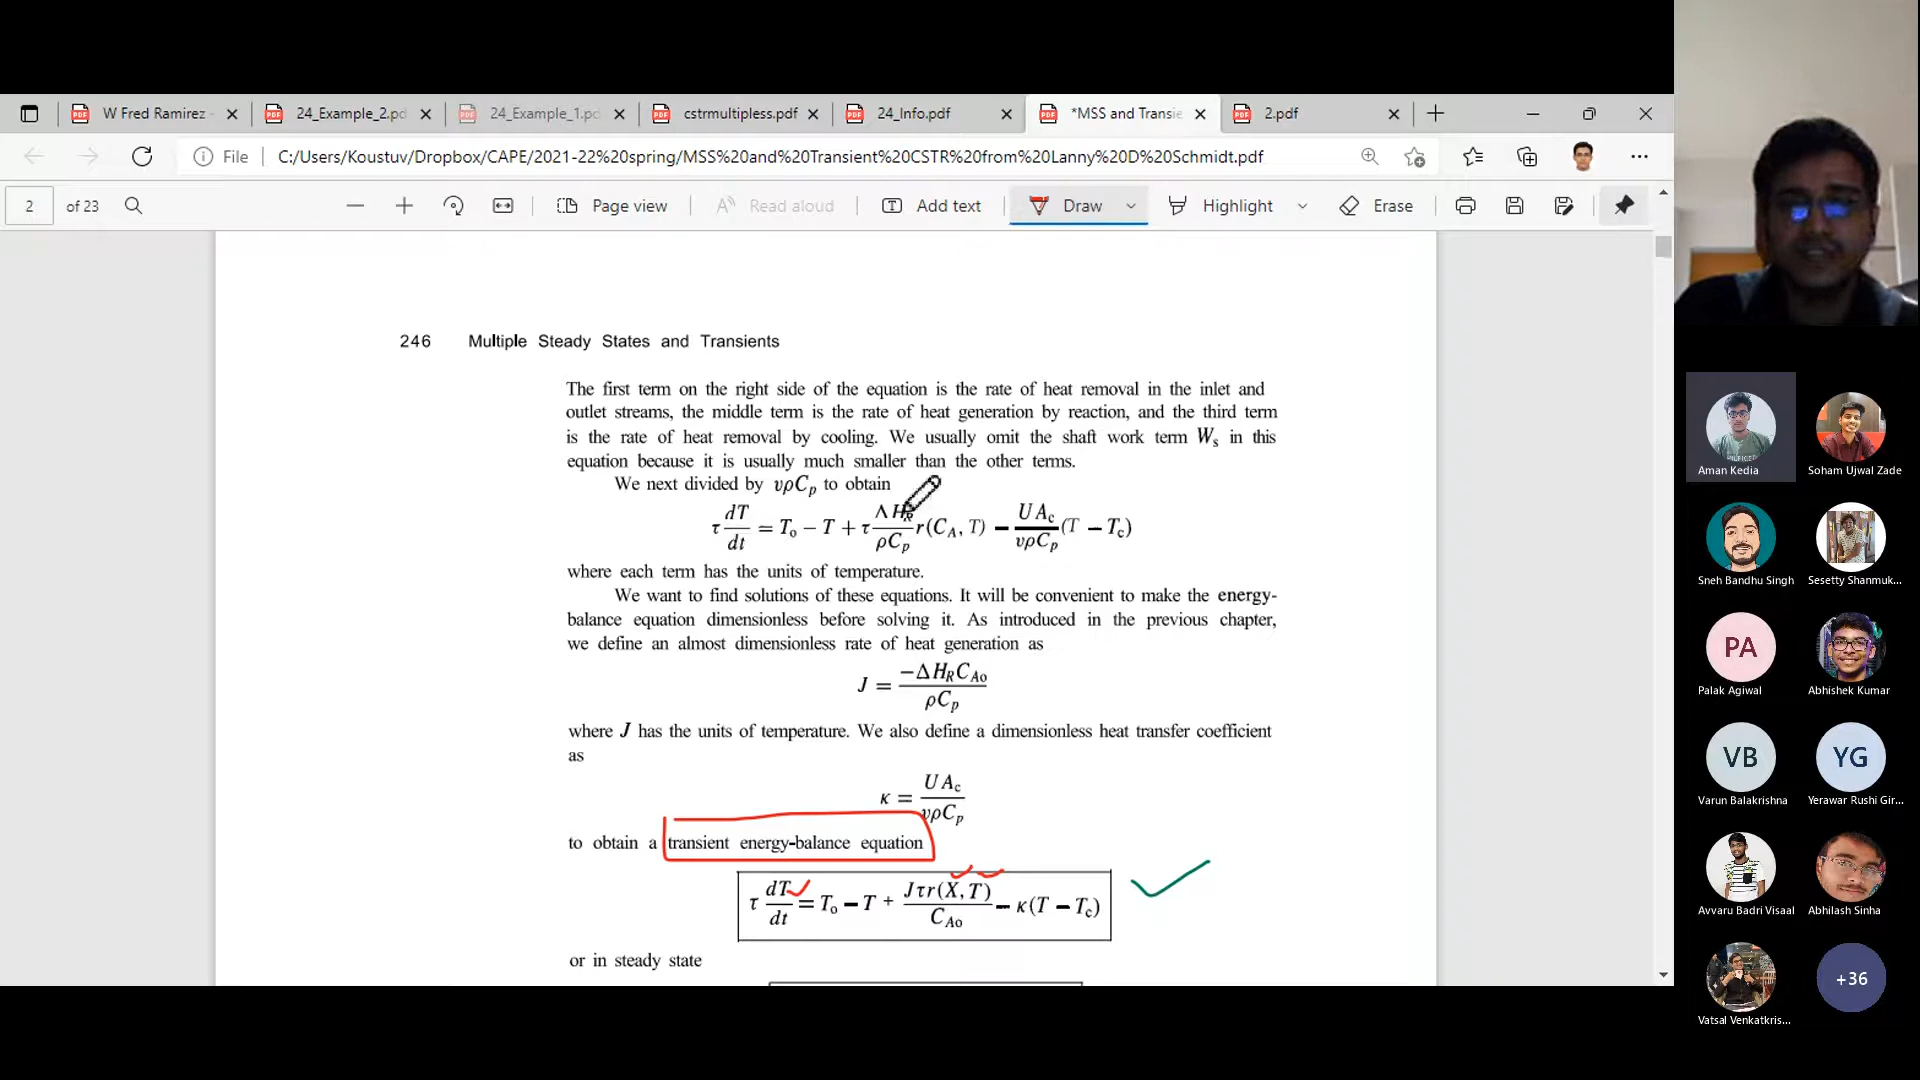 W Fred Ramirez -
24_Example_2.pd
24_Example_1.pd
cstrmultipless.pdf
24_Info.pdf
*MSS and Transie
2.pdf
File
C:/Users/Koustuv/Dropbox/CAPE/2021-22%20spring/MSS%20and%20Transient%20CSTR%20from%20Lanny%20D%20Schmidt.pdf
2 of 23
Page view
Read aloud
Add text
Draw
Highlight
Erase
246 Multiple Steady States and Transients
The first term on the right side of the equation is the rate of heat removal in the inlet and
outlet streams, the middle term is the rate of heat generation by reaction, and the third term
is the rate of heat removal by cooling. We usually omit the shaft work term Wₛ in this
equation because it is usually much smaller than the other terms.
We next divided by υρCₚ to obtain
τ dT/dt = Tₒ − T + τ ΔH_R/ρCₚ r(C_A, T) − UA_c/υρCₚ (T − T_c)
where each term has the units of temperature.
We want to find solutions of these equations. It will be convenient to make the energy-
balance equation dimensionless before solving it. As introduced in the previous chapter,
we define an almost dimensionless rate of heat generation as
J = −ΔH_R C_Ao/ρCₚ
where J has the units of temperature. We also define a dimensionless heat transfer coefficient
as
κ = UA_c/υρCₚ
to obtain a transient energy-balance equation
τ dT/dt = Tₒ − T + Jτr(X, T)/C_Ao − κ(T − T_c)
or in steady state
Aman Kedia
Soham Ujwal Zade
Sneh Bandhu Singh
Sesetty Shanmuk...
PA
Palak Agiwal
Abhishek Kumar
VB
Varun Balakrishna
YG
Yerawar Rushi Gir...
Avvaru Badri Visaal
Abhilash Sinha
Vatsal Venkatkris...
+36